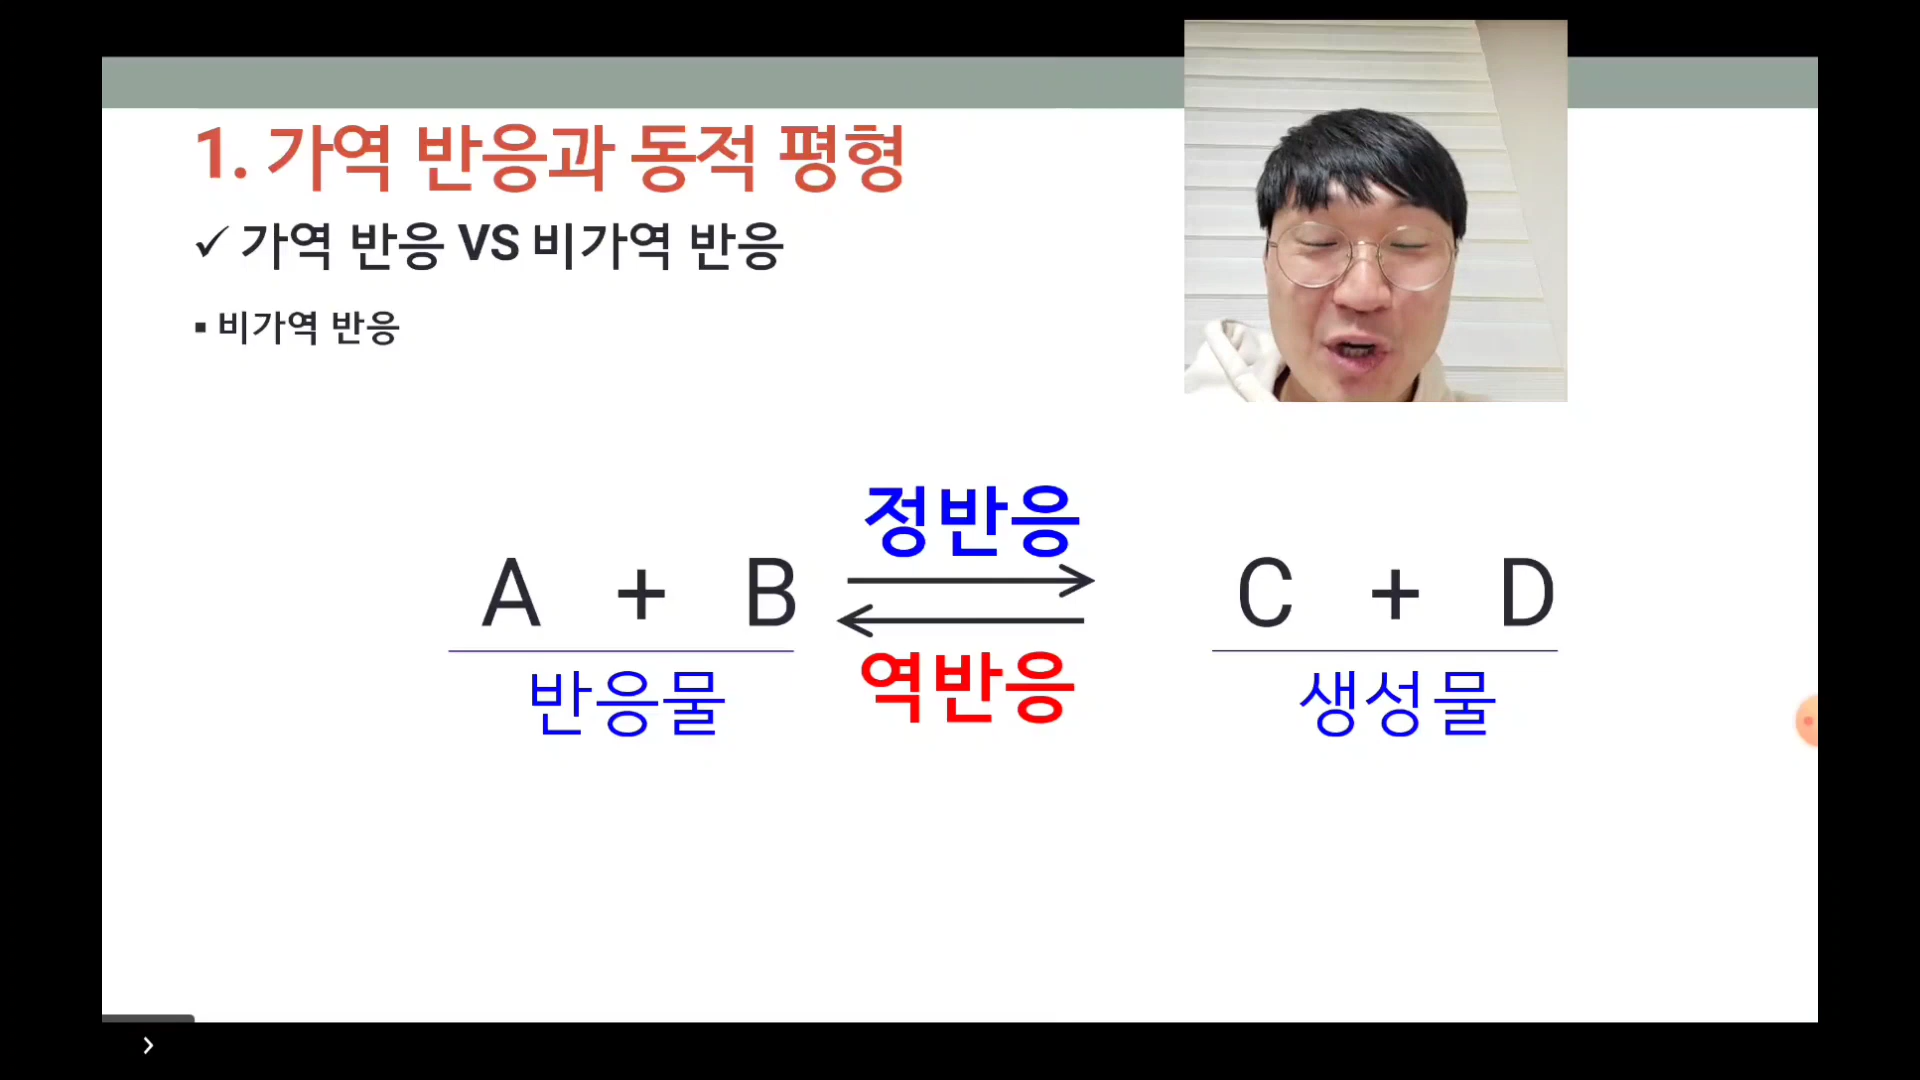 1. 가역 반응과 동적 평형
✓ 가역 반응 VS 비가역 반응
▪ 비가역 반응
정반응
A + B C + D
역반응
반응물 생성물